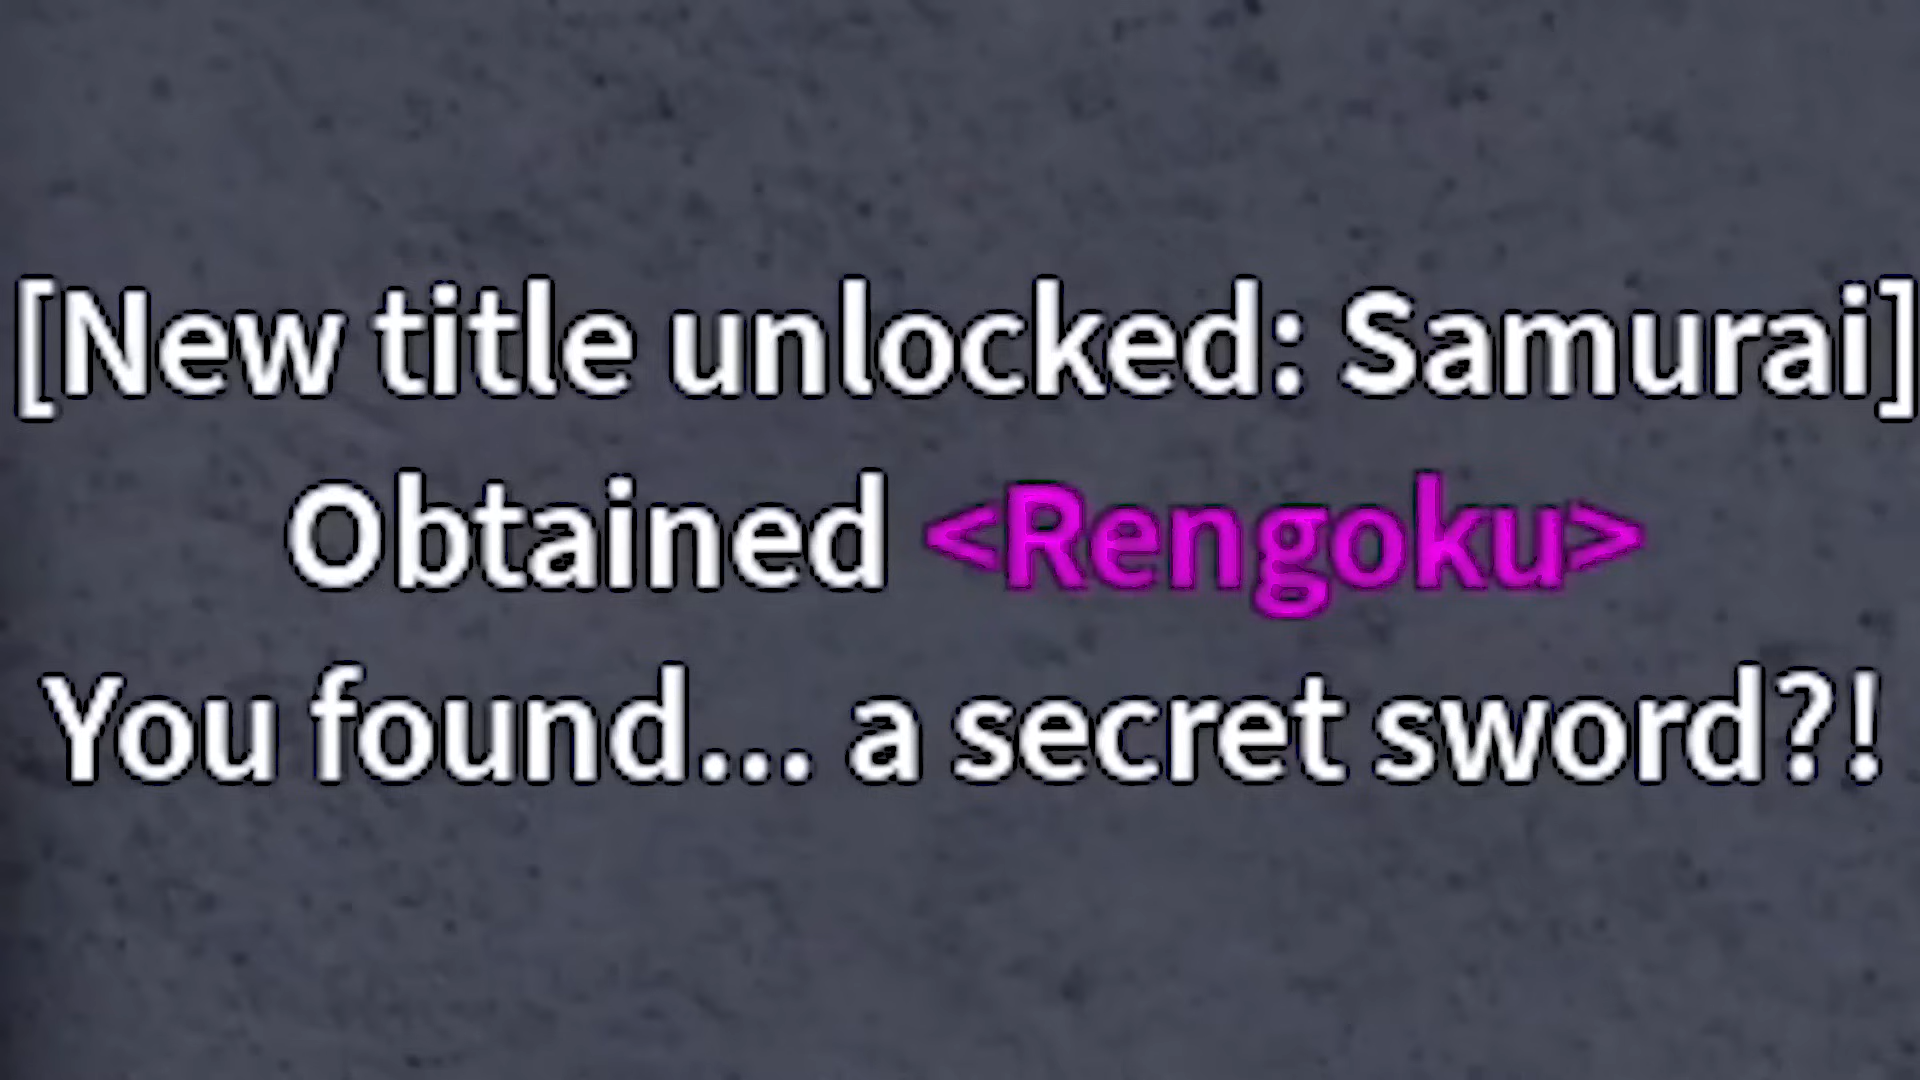 [New title unlocked: Samurai]
Obtained <Rengoku>
You found... a secret sword?!